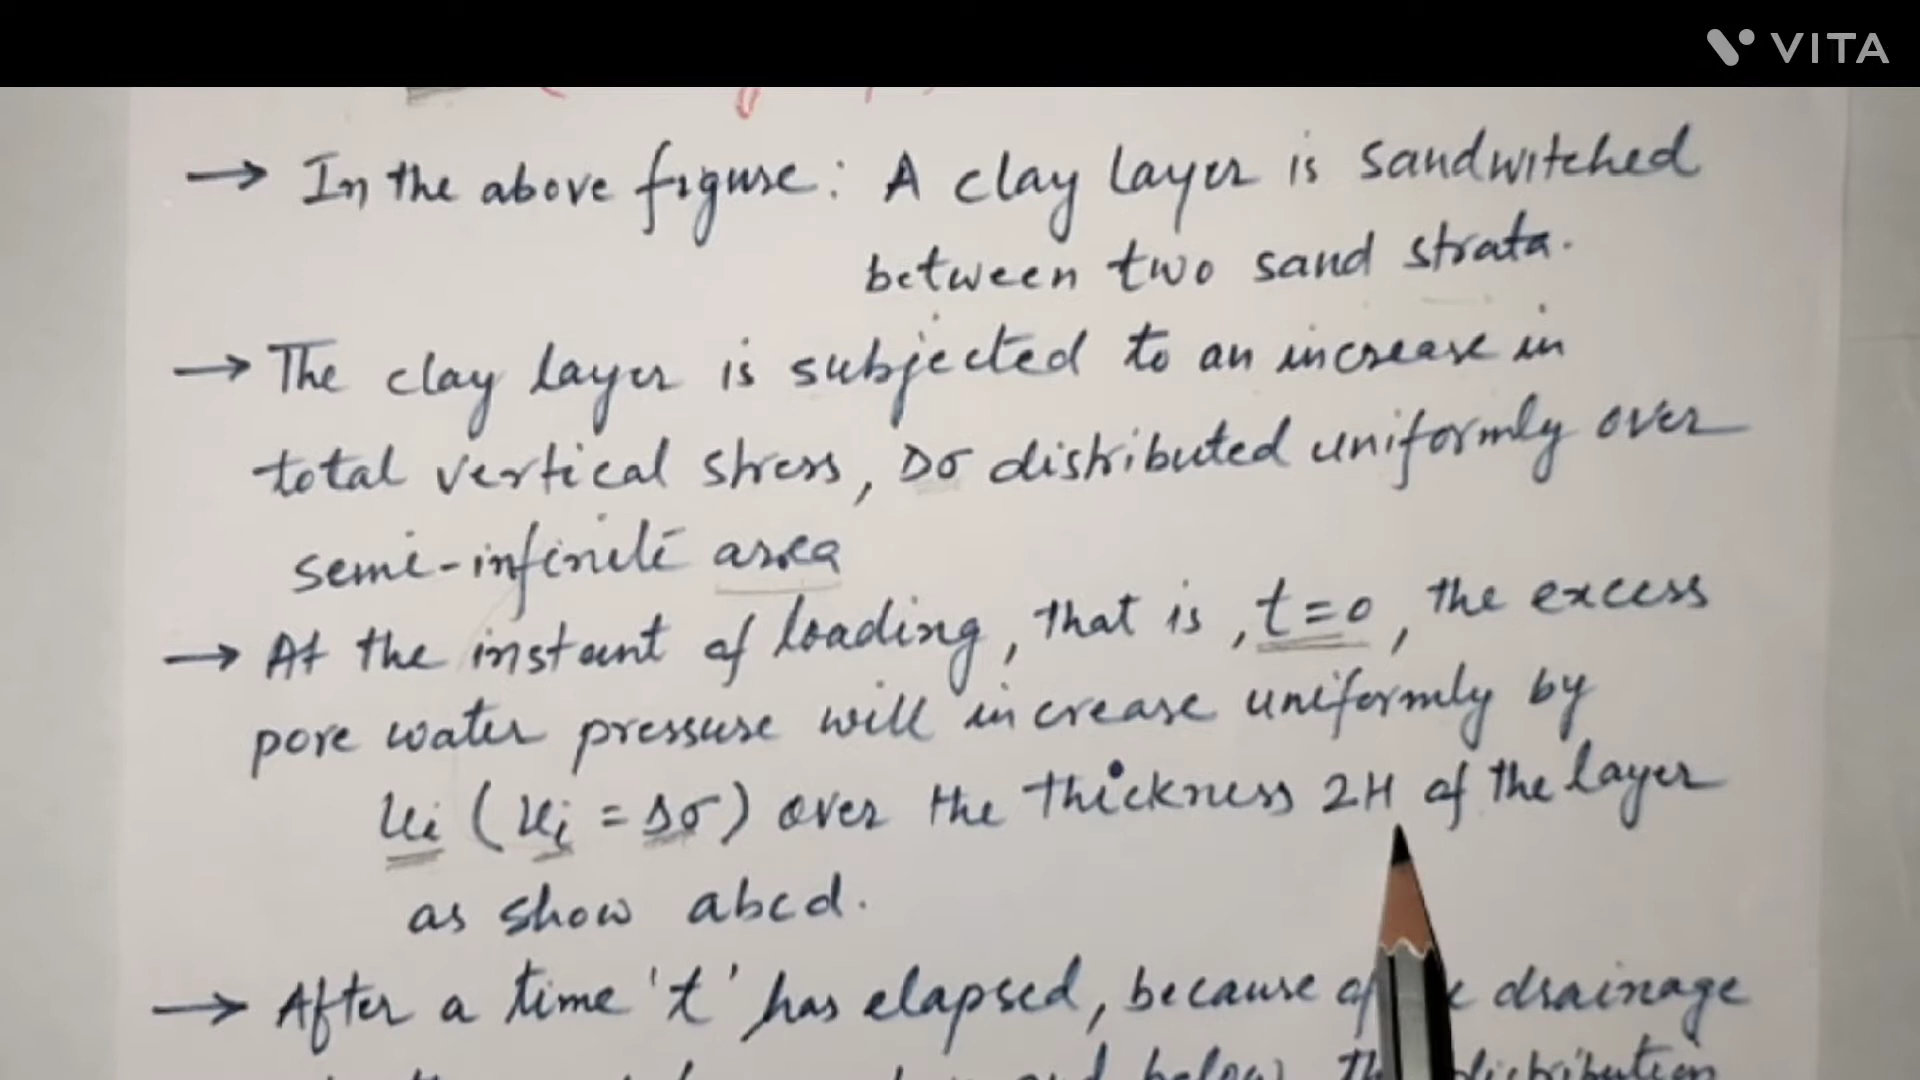 VITA
→ In the above figure: A clay layer is sandwitched
between two sand strata.
→ The clay layer is subjected to an increase in
total vertical stress, Δσ distributed uniformly over
semi-infinite area
→ At the instant of loading, that is, t=0, the excess
pore water pressure will increase uniformly by
ui (ui = Δσ) over the thickness 2H of the layer
as show abcd.
→ After a time 't' has elapsed, because of drainage
and below distribution